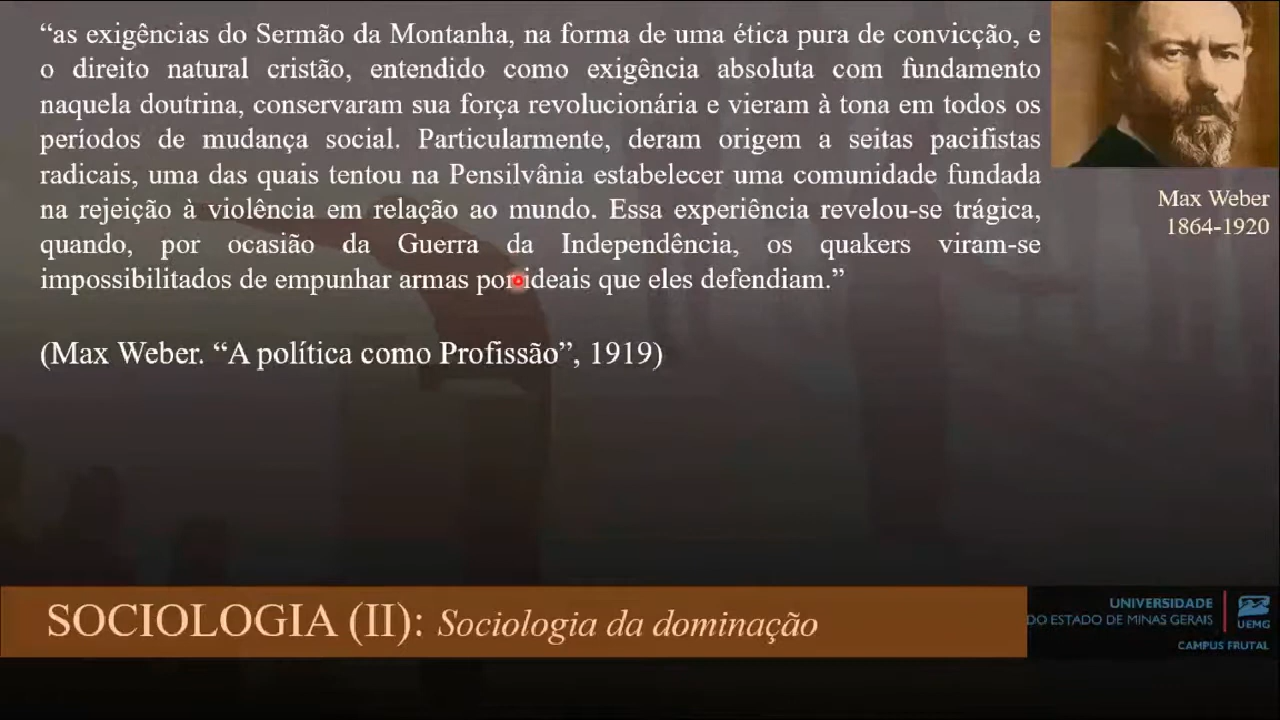 “as exigências do Sermão da Montanha, na forma de uma ética pura de convicção, e
o direito natural cristão, entendido como exigência absoluta com fundamento
naquela doutrina, conservaram sua força revolucionária e vieram à tona em todos os
períodos de mudança social. Particularmente, deram origem a seitas pacifistas
radicais, uma das quais tentou na Pensilvânia estabelecer uma comunidade fundada
na rejeição à violência em relação ao mundo. Essa experiência revelou-se trágica,
quando, por ocasião da Guerra da Independência, os quakers viram-se
impossibilitados de empunhar armas por ideais que eles defendiam.”
(Max Weber. “A política como Profissão”, 1919)
Max Weber
1864-1920
SOCIOLOGIA (II): Sociologia da dominação
UNIVERSIDADE
DO ESTADO DE MINAS GERAIS
UEMG
CAMPUS FRUTAL